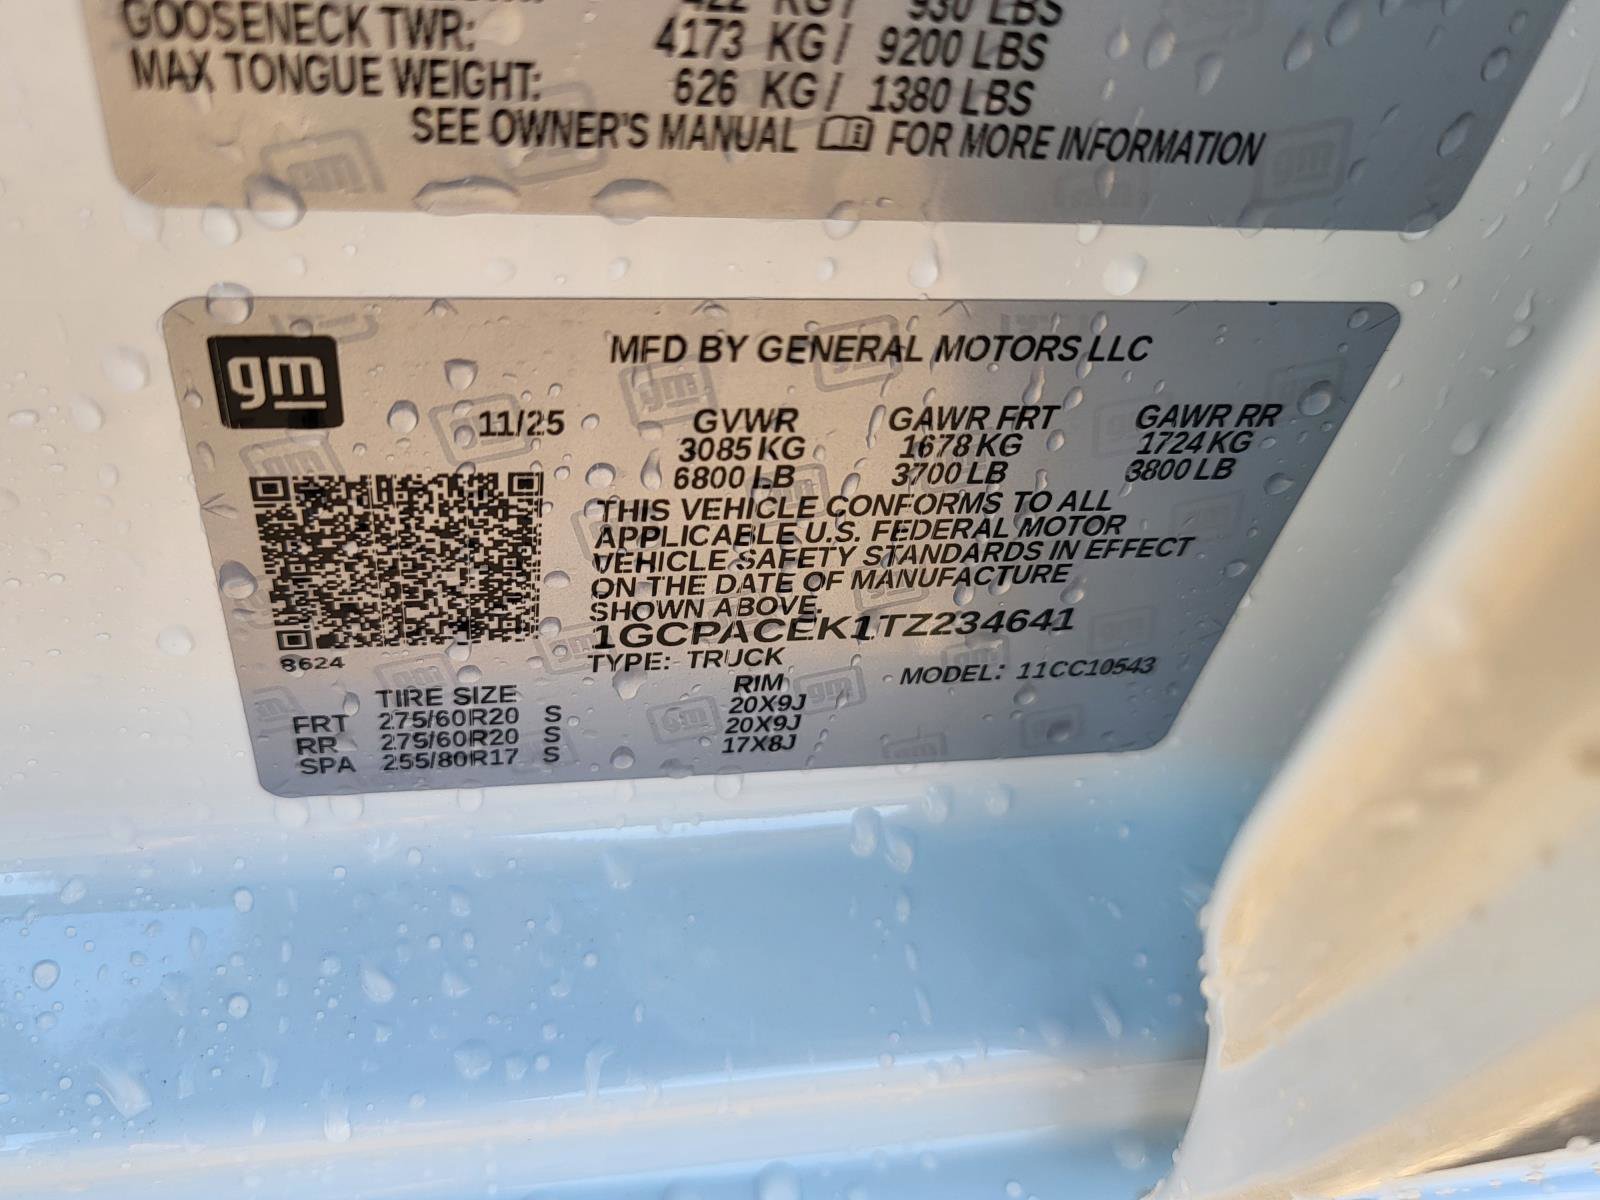 422 KG / 930 LBS
GOOSENECK TWR: 4173 KG / 9200 LBS
MAX TONGUE WEIGHT: 626 KG / 1380 LBS
SEE OWNER'S MANUAL FOR MORE INFORMATION
gm
MFD BY GENERAL MOTORS LLC
11/25 GVWR GAWR FRT GAWR RR
3085 KG 1678 KG 1724 KG
6800 LB 3700 LB 3800 LB
THIS VEHICLE CONFORMS TO ALL
APPLICABLE U.S. FEDERAL MOTOR
VEHICLE SAFETY STANDARDS IN EFFECT
ON THE DATE OF MANUFACTURE
SHOWN ABOVE.
1GCPACEK1TZ234641
8624 TYPE: TRUCK MODEL: 11CC10543
TIRE SIZE RIM
FRT 275/60R20 S 20X9J
RR 275/60R20 S 20X9J
SPA 255/80R17 S 17X8J